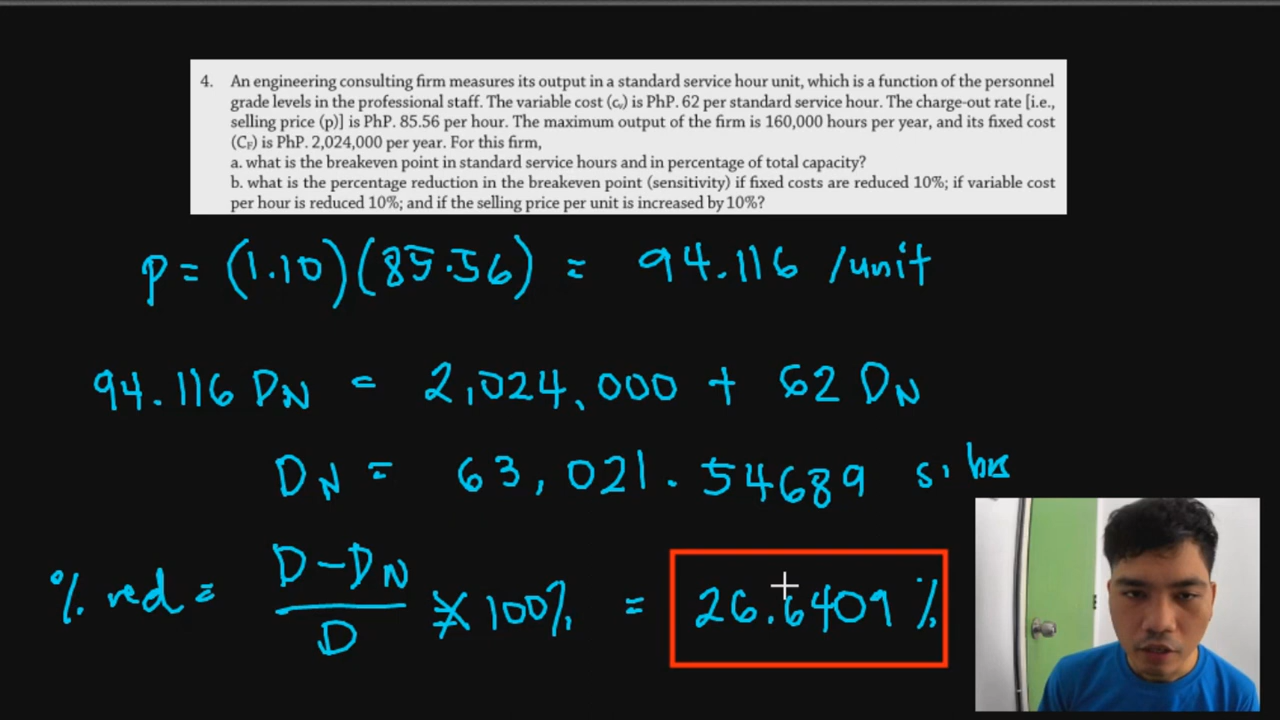 4. An engineering consulting firm measures its output in a standard service hour unit, which is a function of the personnel
grade levels in the professional staff. The variable cost (cᵥ) is PhP. 62 per standard service hour. The charge-out rate [i.e.,
selling price (p)] is PhP. 85.56 per hour. The maximum output of the firm is 160,000 hours per year, and its fixed cost
(C_F) is PhP. 2,024,000 per year. For this firm,
a. what is the breakeven point in standard service hours and in percentage of total capacity?
b. what is the percentage reduction in the breakeven point (sensitivity) if fixed costs are reduced 10%; if variable cost
per hour is reduced 10%; and if the selling price per unit is increased by 10%?
p = (1.10)(85.56) = 94.116 /unit
94.116 D_N = 2,024,000 + 62 D_N
D_N = 63,021.54689 s. hrs
% red = (D - D_N) / D × 100% = 26.6409 %